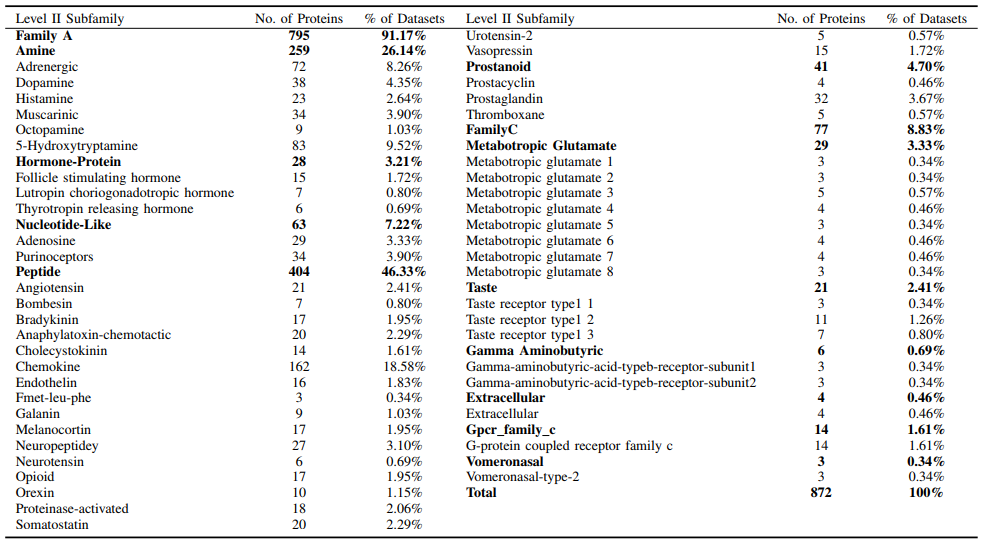 Level II Subfamily No. of Proteins % of Datasets Level II Subfamily No. of Proteins % of Datasets
Family A 795 91.17% Urotensin-2 5 0.57%
Amine 259 26.14% Vasopressin 15 1.72%
Adrenergic 72 8.26% Prostanoid 41 4.70%
Dopamine 38 4.35% Prostacyclin 4 0.46%
Histamine 23 2.64% Prostaglandin 32 3.67%
Muscarinic 34 3.90% Thromboxane 5 0.57%
Octopamine 9 1.03% FamilyC 77 8.83%
5-Hydroxytryptamine 83 9.52% Metabotropic Glutamate 29 3.33%
Hormone-Protein 28 3.21% Metabotropic glutamate 1 3 0.34%
Follicle stimulating hormone 15 1.72% Metabotropic glutamate 2 3 0.34%
Lutropin choriogonadotropic hormone 7 0.80% Metabotropic glutamate 3 5 0.57%
Thyrotropin releasing hormone 6 0.69% Metabotropic glutamate 4 4 0.46%
Nucleotide-Like 63 7.22% Metabotropic glutamate 5 3 0.34%
Adenosine 29 3.33% Metabotropic glutamate 6 4 0.46%
Purinoceptors 34 3.90% Metabotropic glutamate 7 4 0.46%
Peptide 404 46.33% Metabotropic glutamate 8 3 0.34%
Angiotensin 21 2.41% Taste 21 2.41%
Bombesin 7 0.80% Taste receptor type1 1 3 0.34%
Bradykinin 17 1.95% Taste receptor type1 2 11 1.26%
Anaphylatoxin-chemotactic 20 2.29% Taste receptor type1 3 7 0.80%
Cholecystokinin 14 1.61% Gamma Aminobutyric 6 0.69%
Chemokine 162 18.58% Gamma-aminobutyric-acid-typeb-receptor-subunit1 3 0.34%
Endothelin 16 1.83% Gamma-aminobutyric-acid-typeb-receptor-subunit2 3 0.34%
Fmet-leu-phe 3 0.34% Extracellular 4 0.46%
Galanin 9 1.03% Extracellular 4 0.46%
Melanocortin 17 1.95% Gpcr_family_c 14 1.61%
Neuropeptidey 27 3.10% G-protein coupled receptor family c 14 1.61%
Neurotensin 6 0.69% Vomeronasal 3 0.34%
Opioid 17 1.95% Vomeronasal-type-2 3 0.34%
Orexin 10 1.15% Total 872 100%
Proteinase-activated 18 2.06%
Somatostatin 20 2.29%